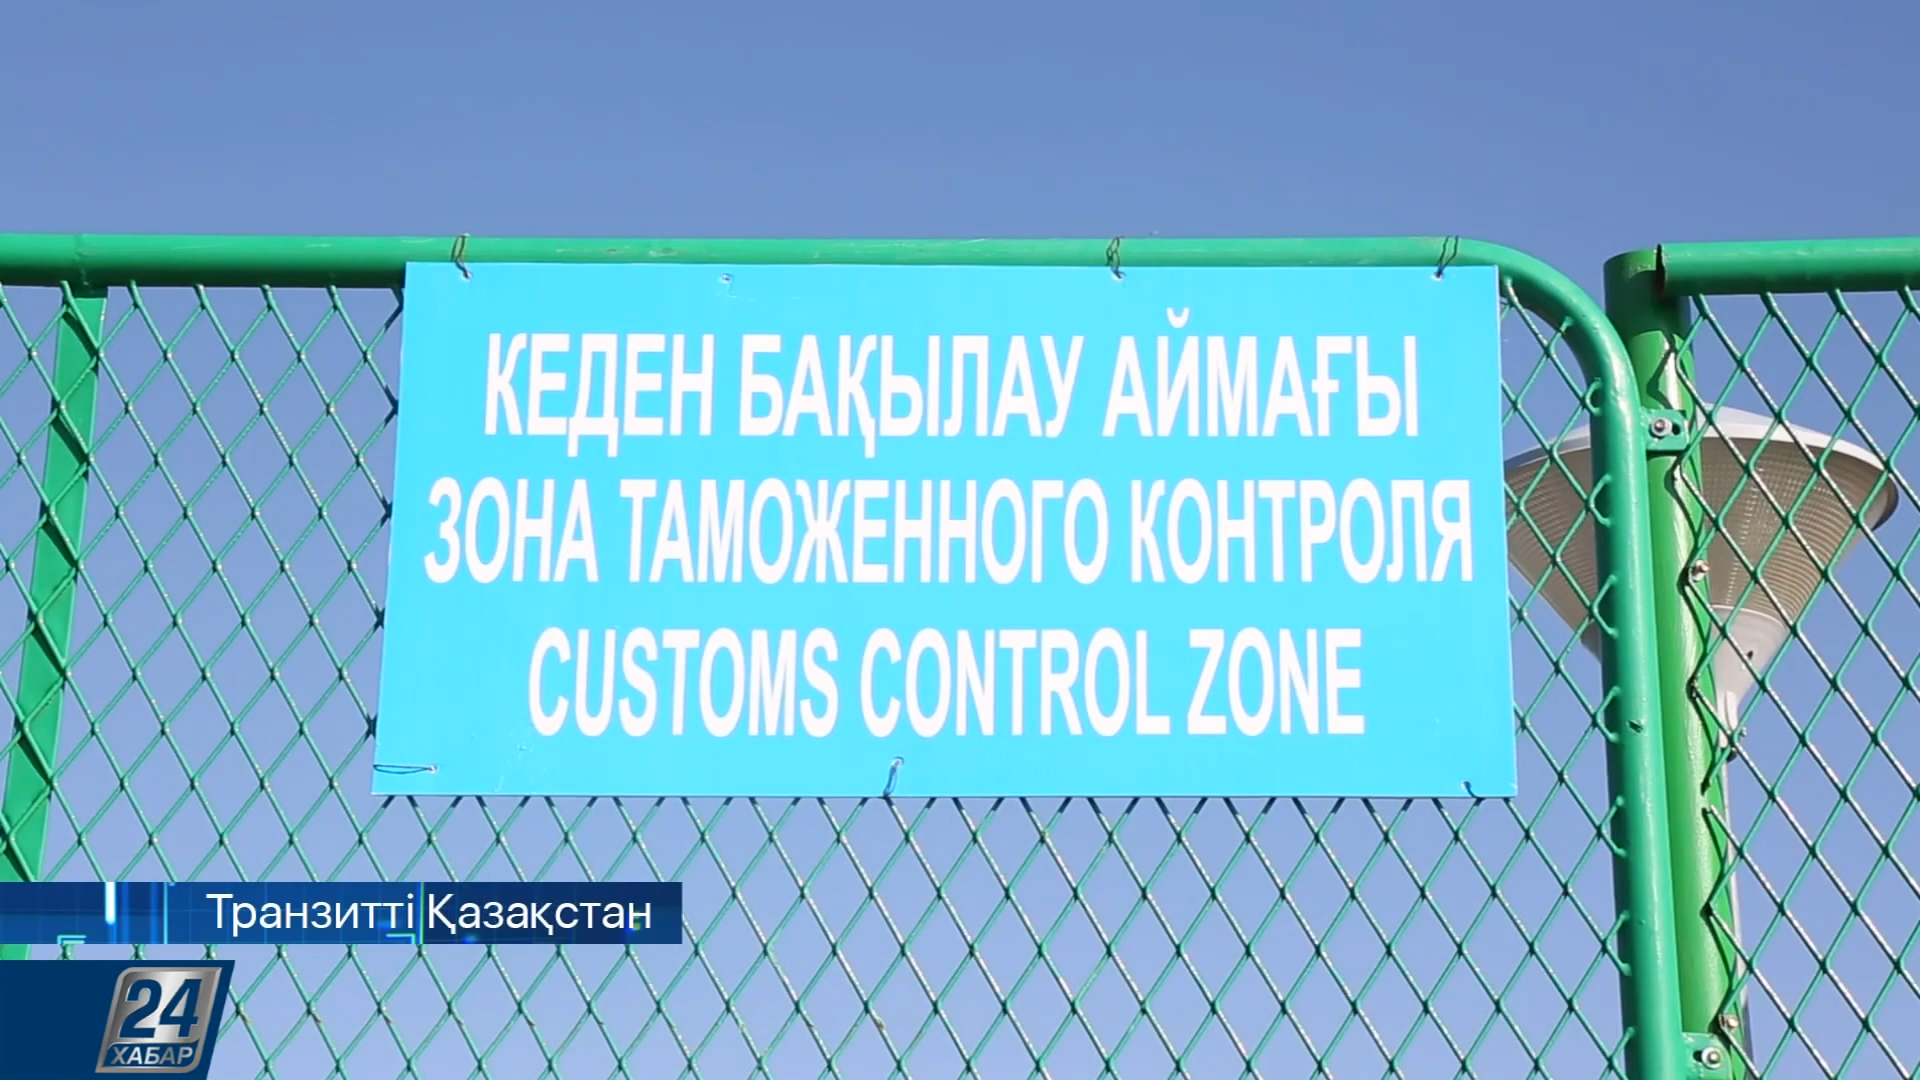 КЕДЕН БАҚЫЛАУ АЙМАҒЫ
ЗОНА ТАМОЖЕННОГО КОНТРОЛЯ
CUSTOMS CONTROL ZONE
Транзитті Қазақстан
24
ХАБАР